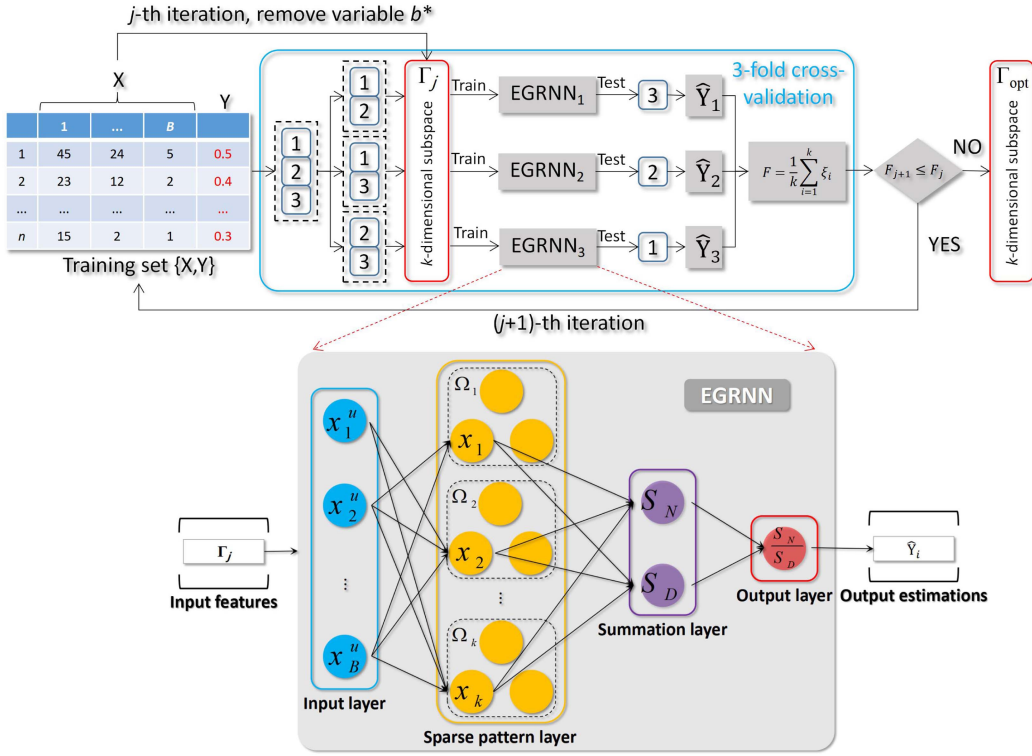 j-th iteration, remove variable b*
X
Y
1 ... B
1 45 24 5 0.5
2 23 12 2 0.4
... ... ... ... ...
n 15 2 1 0.3
Training set {X,Y}
1
2
3
1
2
1
3
2
3
Γj
k-dimensional subspace
3-fold cross-
validation
Train EGRNN1 Test 3 Ŷ1
Train EGRNN2 Test 2 Ŷ2
Train EGRNN3 Test 1 Ŷ3
F = 1/k ∑_{i=1}^{k} ξi
Fj+1 ≤ Fj
NO
YES
Γopt
k-dimensional subspace
(j+1)-th iteration
EGRNN
Γj
Input features
x1^u
x2^u
...
xB^u
Input layer
Ω1
x1
Ω2
x2
...
Ωk
xk
Sparse pattern layer
SN
SD
Summation layer
SN/SD
Output layer
Ŷi
Output estimations